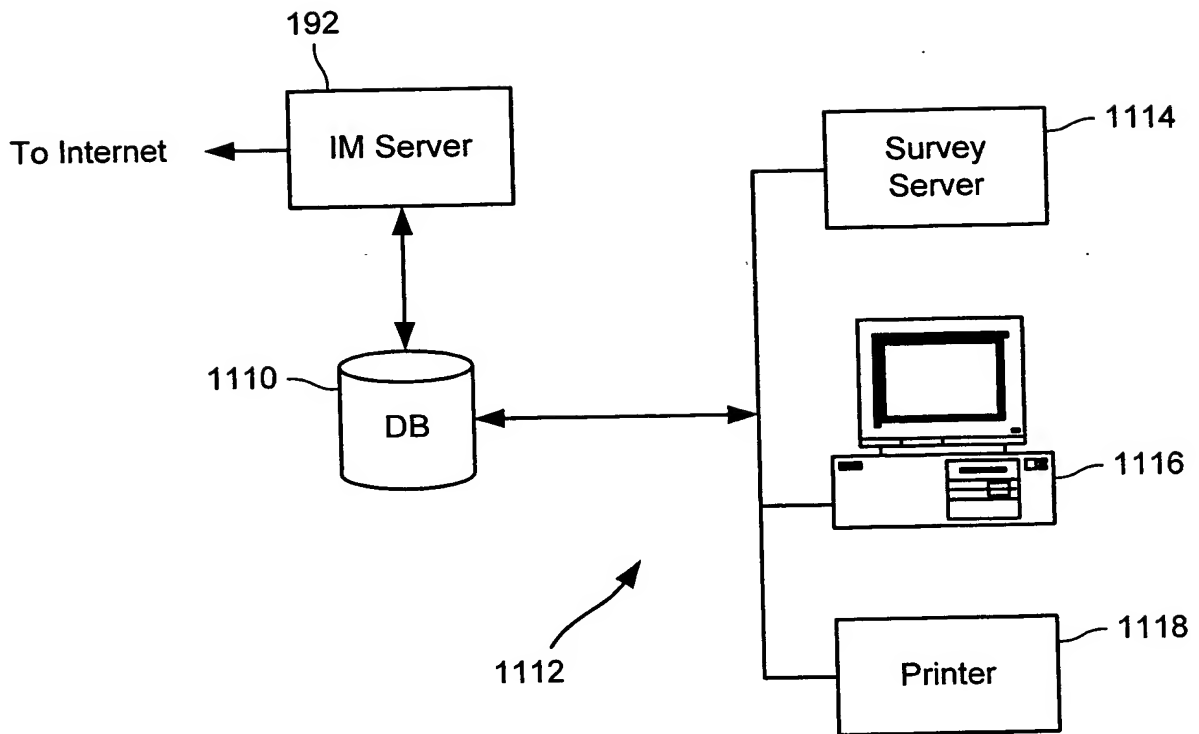 192
To Internet
IM Server
1114
Survey
Server
1110
DB
1116
1112
1118
Printer